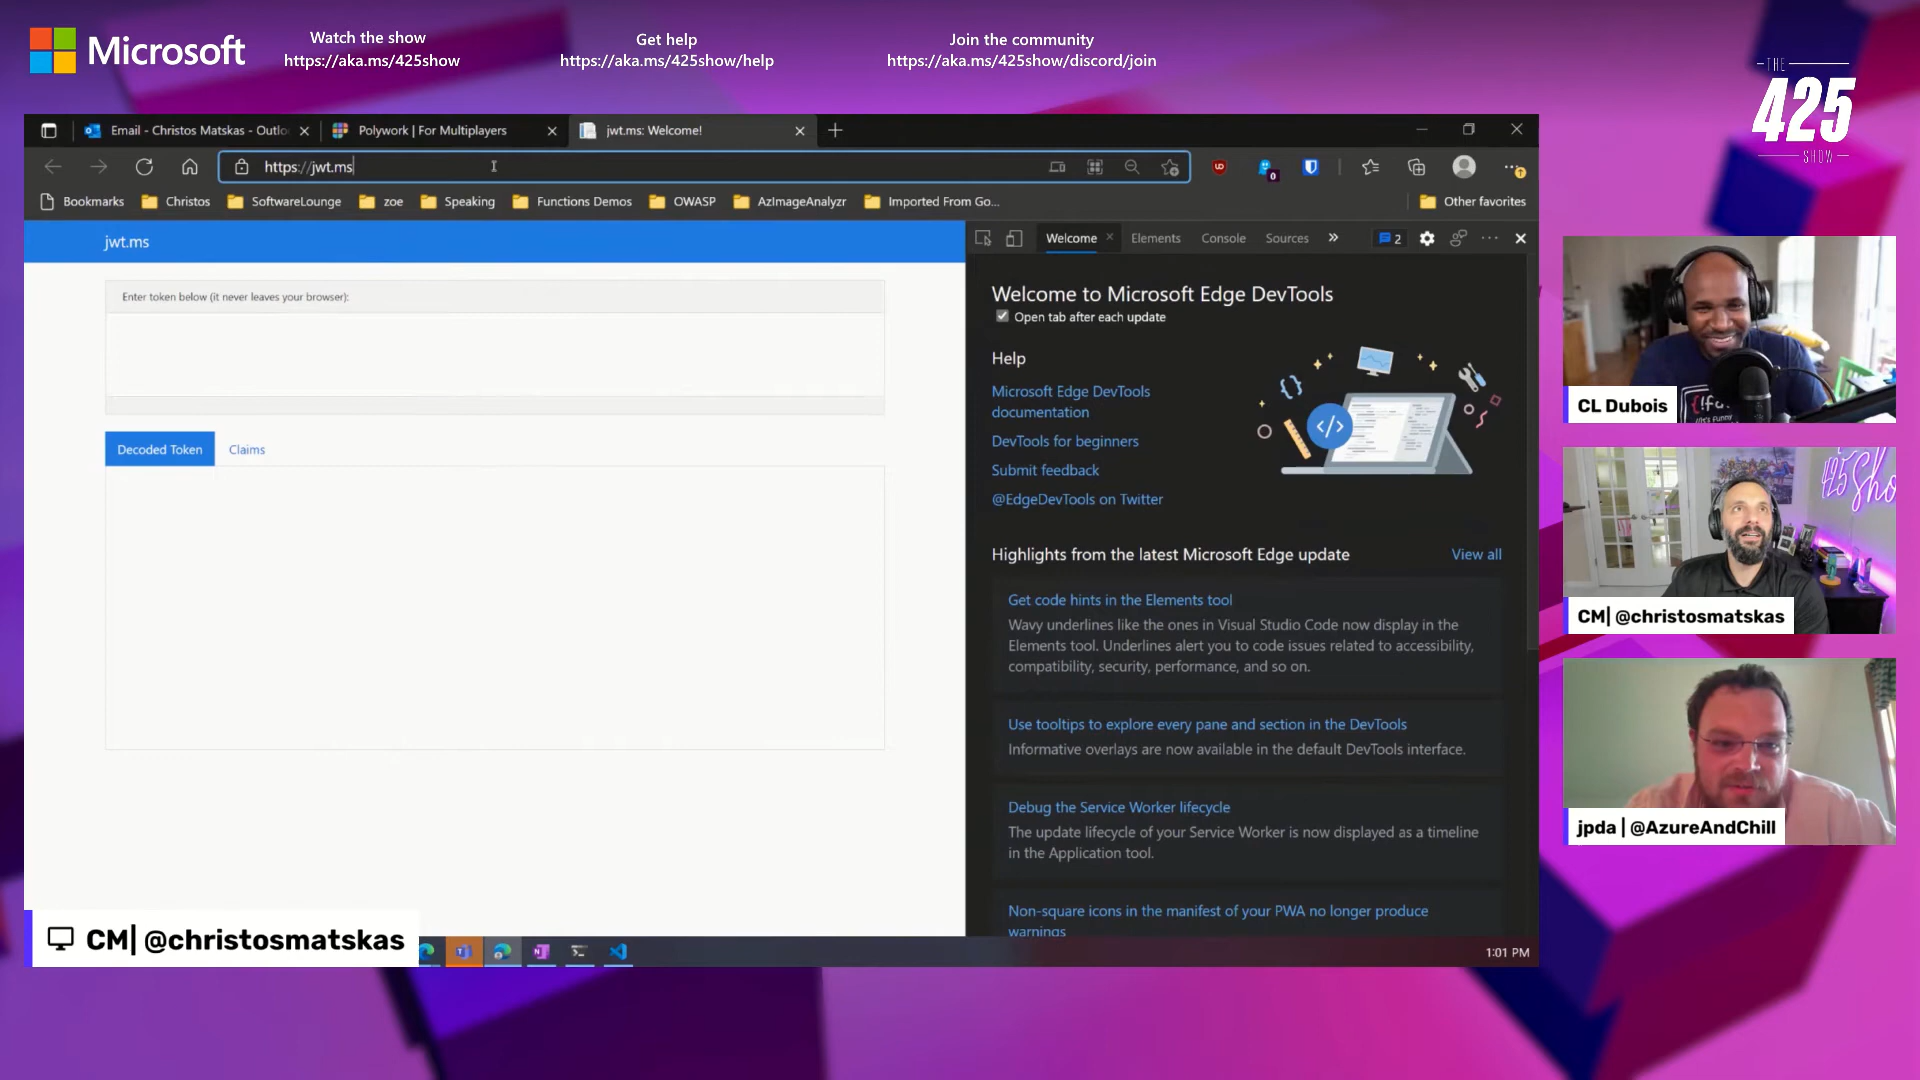 Microsoft
Watch the show
https://aka.ms/425show
Get help
https://aka.ms/425show/help
Join the community
https://aka.ms/425show/discord/join
THE
425
SHOW
Email - Christos Matskas - Outlo
Polywork | For Multiplayers
jwt.ms: Welcome!
https://jwt.ms
0
Bookmarks
Christos
SoftwareLounge
zoe
Speaking
Functions Demos
OWASP
AzImageAnalyzr
Imported From Go...
Other favorites
jwt.ms
Enter token below (it never leaves your browser):
Decoded Token
Claims
Welcome
Elements
Console
Sources
2
Welcome to Microsoft Edge DevTools
Open tab after each update
Help
Microsoft Edge DevTools
documentation
DevTools for beginners
Submit feedback
@EdgeDevTools on Twitter
Highlights from the latest Microsoft Edge update
View all
Get code hints in the Elements tool
Wavy underlines like the ones in Visual Studio Code now display in the
Elements tool. Underlines alert you to code issues related to accessibility,
compatibility, security, performance, and so on.
Use tooltips to explore every pane and section in the DevTools
Informative overlays are now available in the default DevTools interface.
Debug the Service Worker lifecycle
The update lifecycle of your Service Worker is now displayed as a timeline
in the Application tool.
Non-square icons in the manifest of your PWA no longer produce
warnings
1:01 PM
CM| @christosmatskas
CL Dubois
425 Sho
CM| @christosmatskas
jpda | @AzureAndChill